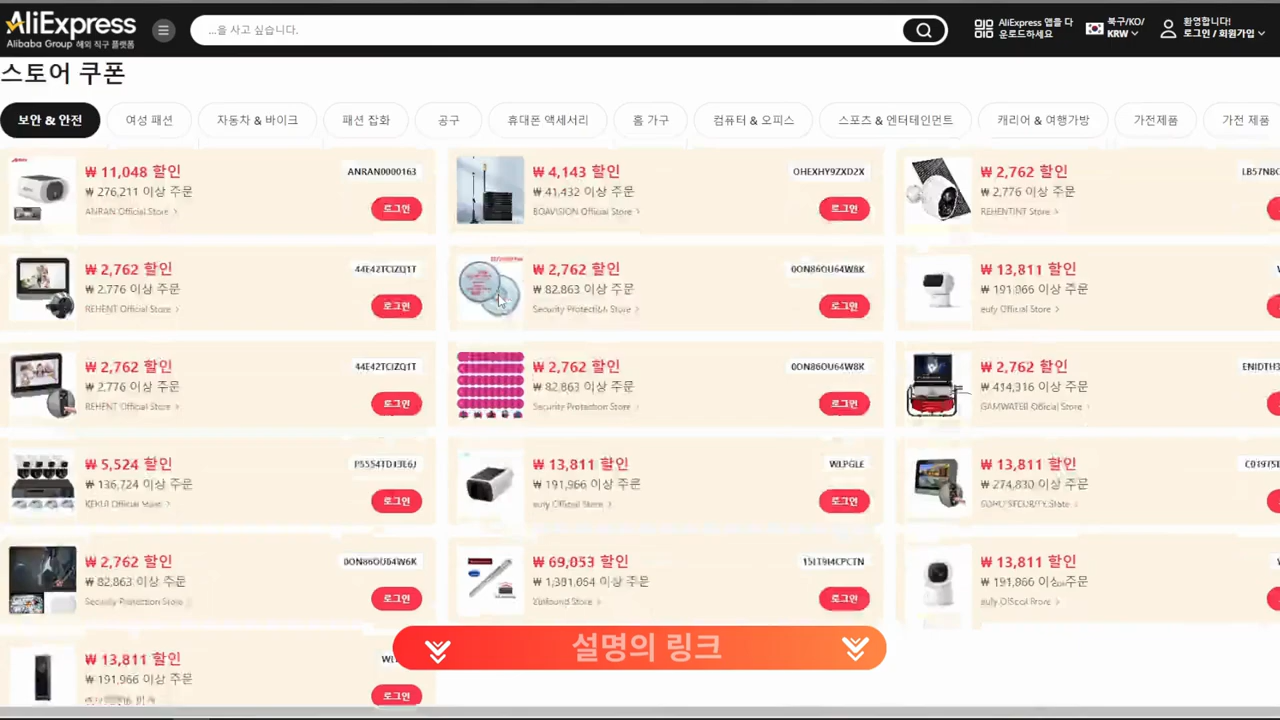 AliExpress
Alibaba Group 해외 직구 플랫폼
...을 사고 싶습니다.
AliExpress 앱을 다
운로드하세요
북구/KO/
KRW
환영합니다!
로그인 / 회원가입
스토어 쿠폰
보안 & 안전
여성 패션
자동차 & 바이크
패션 잡화
공구
휴대폰 액세서리
홈 가구
컴퓨터 & 오피스
스포즈 & 엔터테인먼트
캐리어 & 여행가방
가전제품
가전 제품
₩ 11,048 할인
ANRAN0000163
₩ 276,211 이상 주문
ANRAN Official Store
로그인
₩ 4,143 할인
OHEXHY9ZXD2X
₩ 41,432 이상 주문
BOAVISION Official Store
로그인
₩ 2,762 할인
₩ 2,776 이상 주문
REHENTINT Store
₩ 2,762 할인
44E42TCIZQ1T
₩ 2,776 이상 주문
REHENT Official Store
로그인
₩ 2,762 할인
₩ 82,863 이상 주문
Security Protection Store
로그인
₩ 13,811 할인
₩ 191,966 이상 주문
eufy Official Store
₩ 2,762 할인
44E42TCIZQ1T
₩ 2,776 이상 주문
REHENT Official Store
로그인
₩ 2,762 할인
₩ 82,863 이상 주문
Security Protection Store
로그인
₩ 2,762 할인
₩ 414,316 이상 주문
GAMWATER Official Store
₩ 5,524 할인
₩ 136,724 이상 주문
로그인
₩ 13,811 할인
WLPGLE
₩ 191,966 이상 주문
eufy Official Store
로그인
₩ 13,811 할인
₩ 274,830 이상 주문
₩ 2,762 할인
₩ 82,863 이상 주문
Security Protection Store
로그인
₩ 69,053 할인
₩ 1,381,054 이상 주문
로그인
₩ 13,811 할인
₩ 191,866 이상 주문
설명의 링크
₩ 13,811 할인
₩ 191,966 이상 주문
로그인